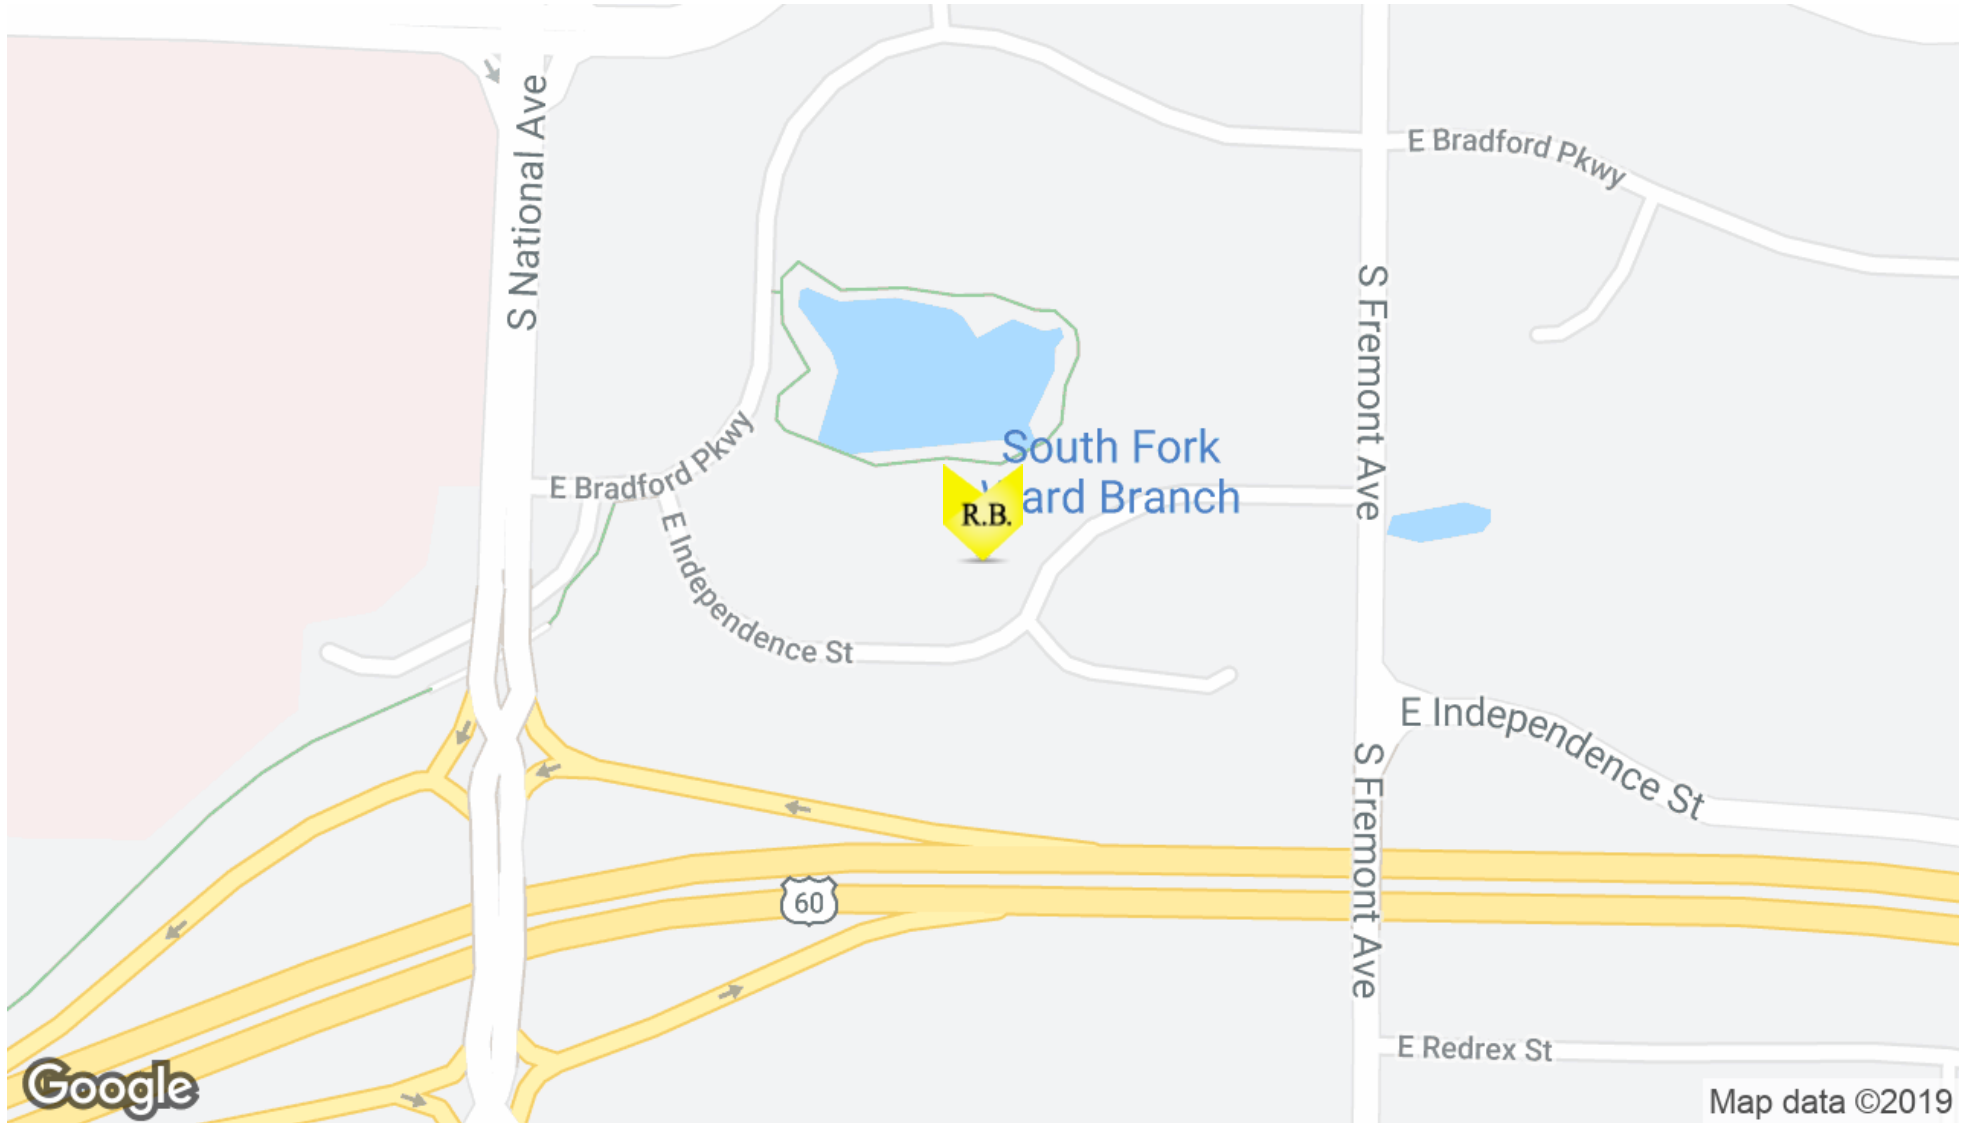 S National Ave
E Bradford Pkwy
S Fremont Ave
South Fork
ard Branch
E Bradford Pkwy
R.B.
E Independence St
E Independence St
S Fremont Ave
60
E Redrex St
Google
Map data ©2019